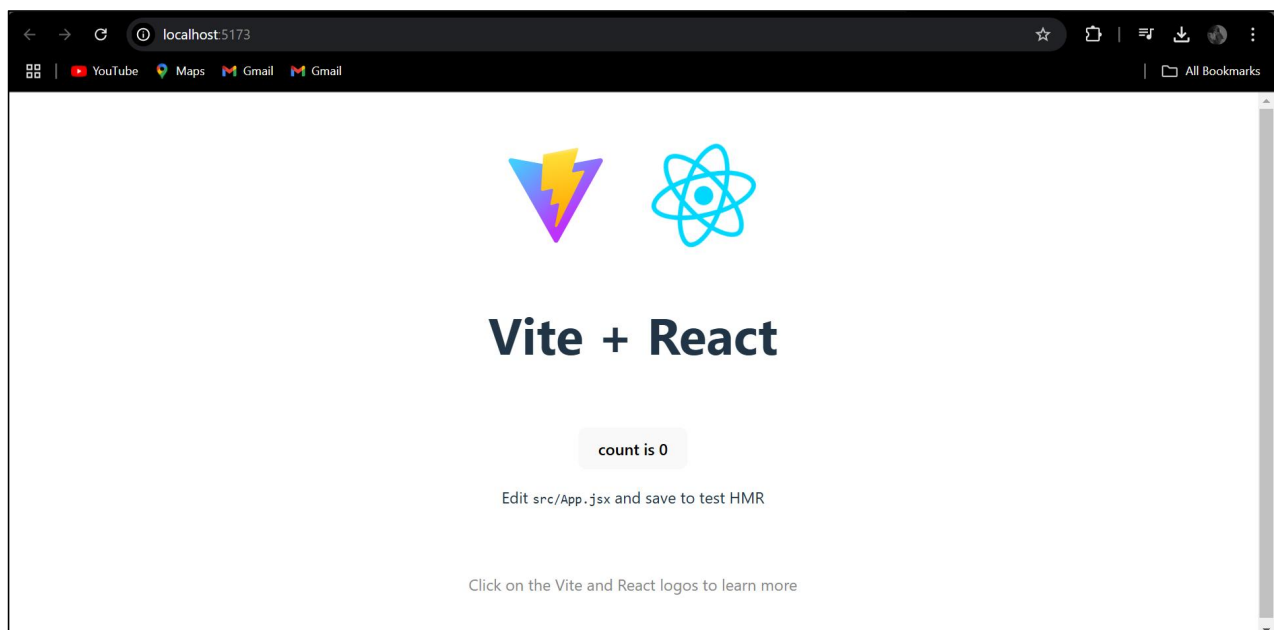 localhost:5173
YouTube Maps Gmail Gmail All Bookmarks
Vite + React
count is 0
Edit src/App.jsx and save to test HMR
Click on the Vite and React logos to learn more